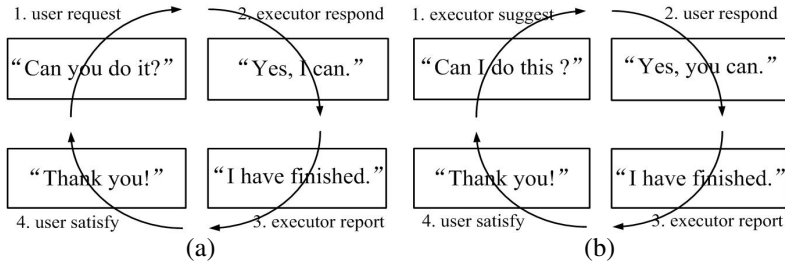 1. user request
2. executor respond
“Can you do it?”
“Yes, I can.”
“Thank you!”
“I have finished.”
4. user satisfy
3. executor report
(a)
1. executor suggest
2. user respond
“Can I do this ?”
“Yes, you can.”
“Thank you!”
“I have finished.”
4. user satisfy
3. executor report
(b)